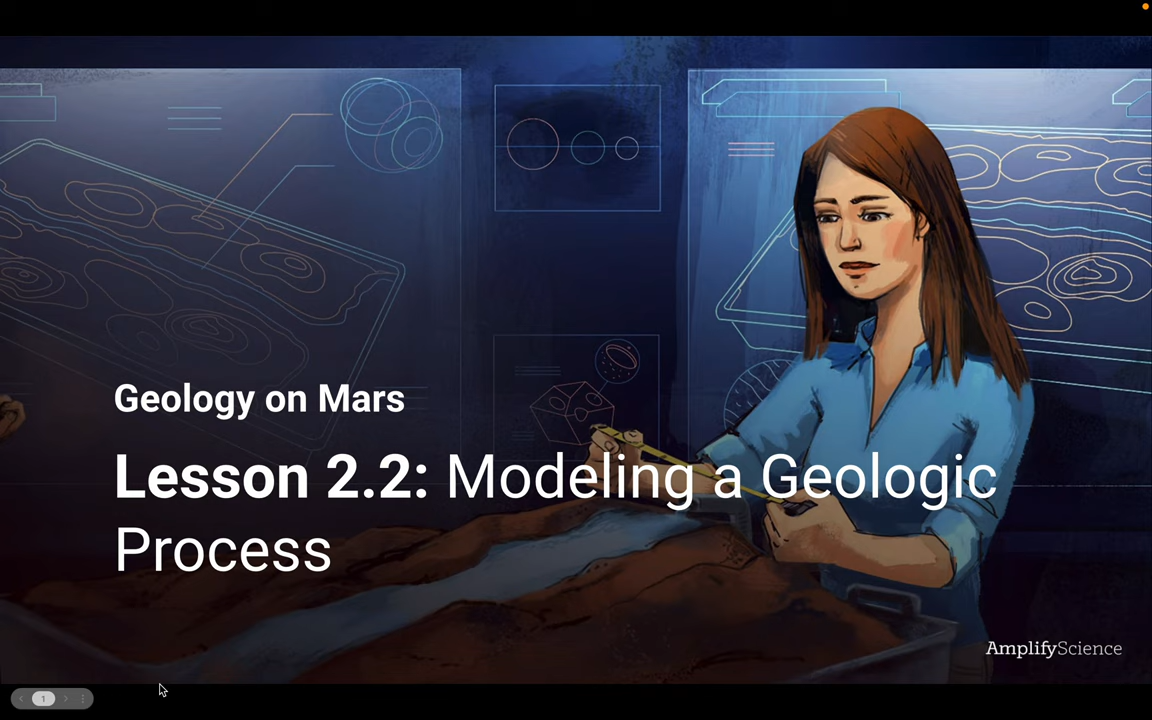 Geology on Mars
Lesson 2.2: Modeling a Geologic
Process
AmplifyScience
1